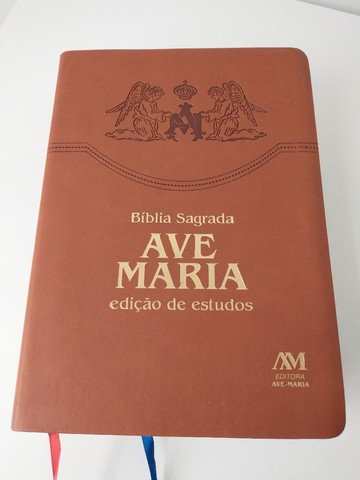 Bíblia Sagrada
AVE
MARIA
edição de estudos
AM
EDITORA
AVE-MARIA